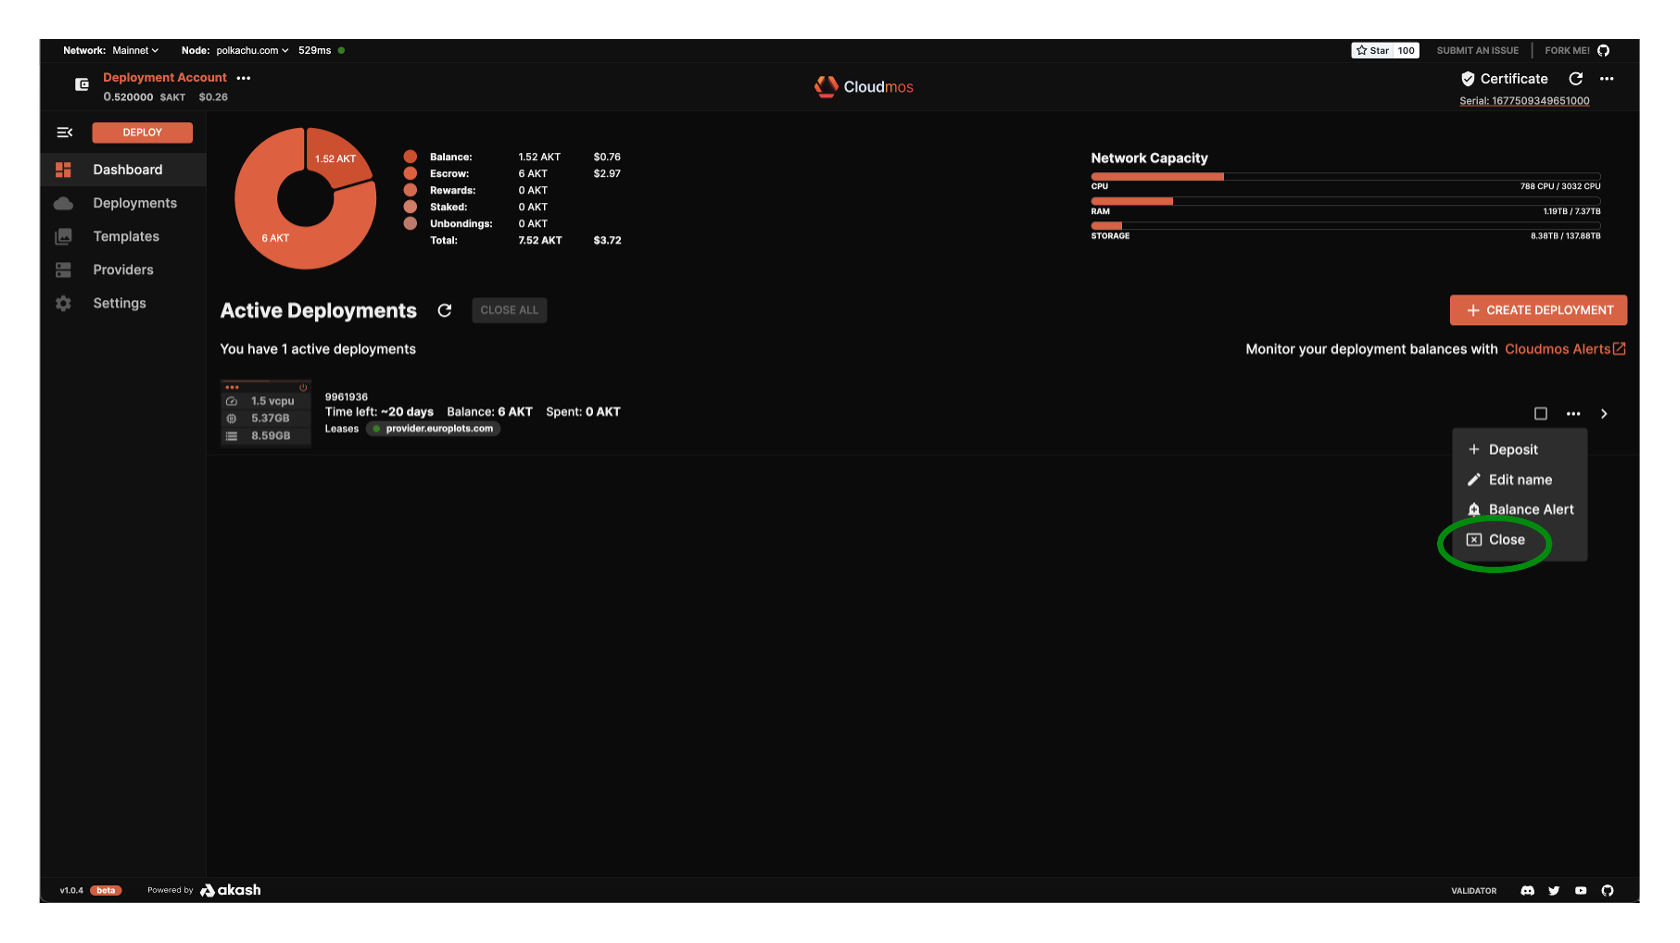 Network: Mainnet Node: polkachu.com 529ms
Star 100 SUBMIT AN ISSUE FORK ME!
Deployment Account
0.520000 $AKT $0.26
Cloudmos
Certificate
Serial: 1677509349651000
DEPLOY
Dashboard
Deployments
Templates
Providers
Settings
1.52 AKT
6 AKT
Balance: 1.52 AKT $0.76
Escrow: 6 AKT $2.97
Rewards: 0 AKT
Staked: 0 AKT
Unbondings: 0 AKT
Total: 7.52 AKT $3.72
Network Capacity
CPU 788 CPU / 3032 CPU
RAM 1.19TB / 7.37TB
STORAGE 8.38TB / 137.88TB
Active Deployments CLOSE ALL
+ CREATE DEPLOYMENT
You have 1 active deployments
Monitor your deployment balances with Cloudmos Alerts
1.5 vcpu
5.37GB
8.59GB
9961936
Time left: ~20 days Balance: 6 AKT Spent: 0 AKT
Leases provider.europlots.com
+ Deposit
Edit name
Balance Alert
Close
v1.0.4 beta Powered by akash
VALIDATOR